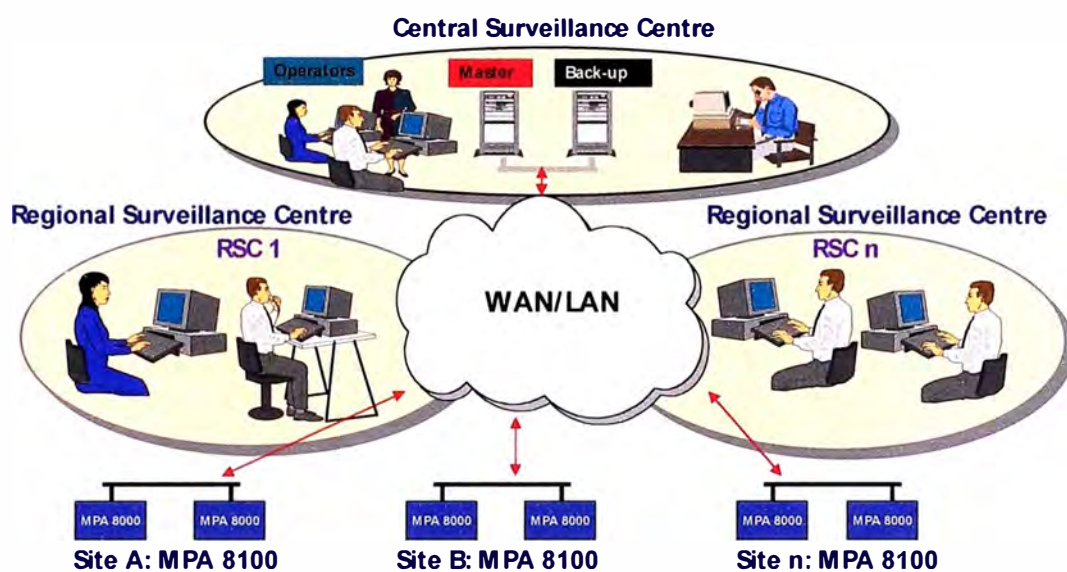 Central Surveillance Centre
Operators
Master
Back-up
Regional Surveillance Centre
RSC 1
Regional Surveillance Centre
RSC n
WAN/LAN
MPA 8000
MPA 8000
MPA 8000
MPA 8000
MPA 8000
MPA 8000
Site A: MPA 8100
Site B: MPA 8100
Site n: MPA 8100